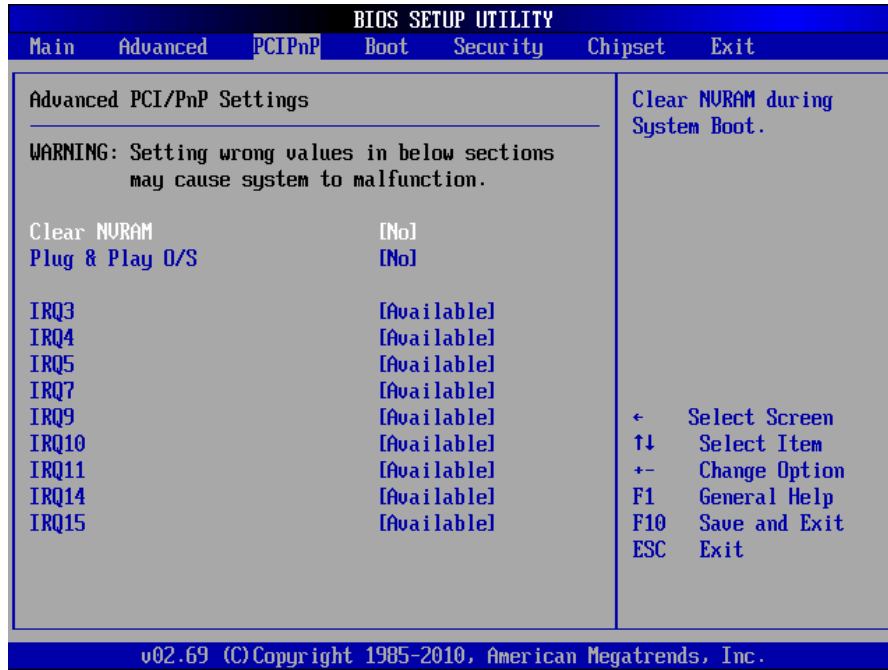 BIOS SETUP UTILITY
Main Advanced PCIPnP Boot Security Chipset Exit
Advanced PCI/PnP Settings
WARNING: Setting wrong values in below sections
may cause system to malfunction.
Clear NVRAM [No]
Plug & Play O/S [No]
IRQ3 [Available]
IRQ4 [Available]
IRQ5 [Available]
IRQ7 [Available]
IRQ9 [Available]
IRQ10 [Available]
IRQ11 [Available]
IRQ14 [Available]
IRQ15 [Available]
Clear NVRAM during
System Boot.
← Select Screen
↑↓ Select Item
+- Change Option
F1 General Help
F10 Save and Exit
ESC Exit
v02.69 (C)Copyright 1985-2010, American Megatrends, Inc.